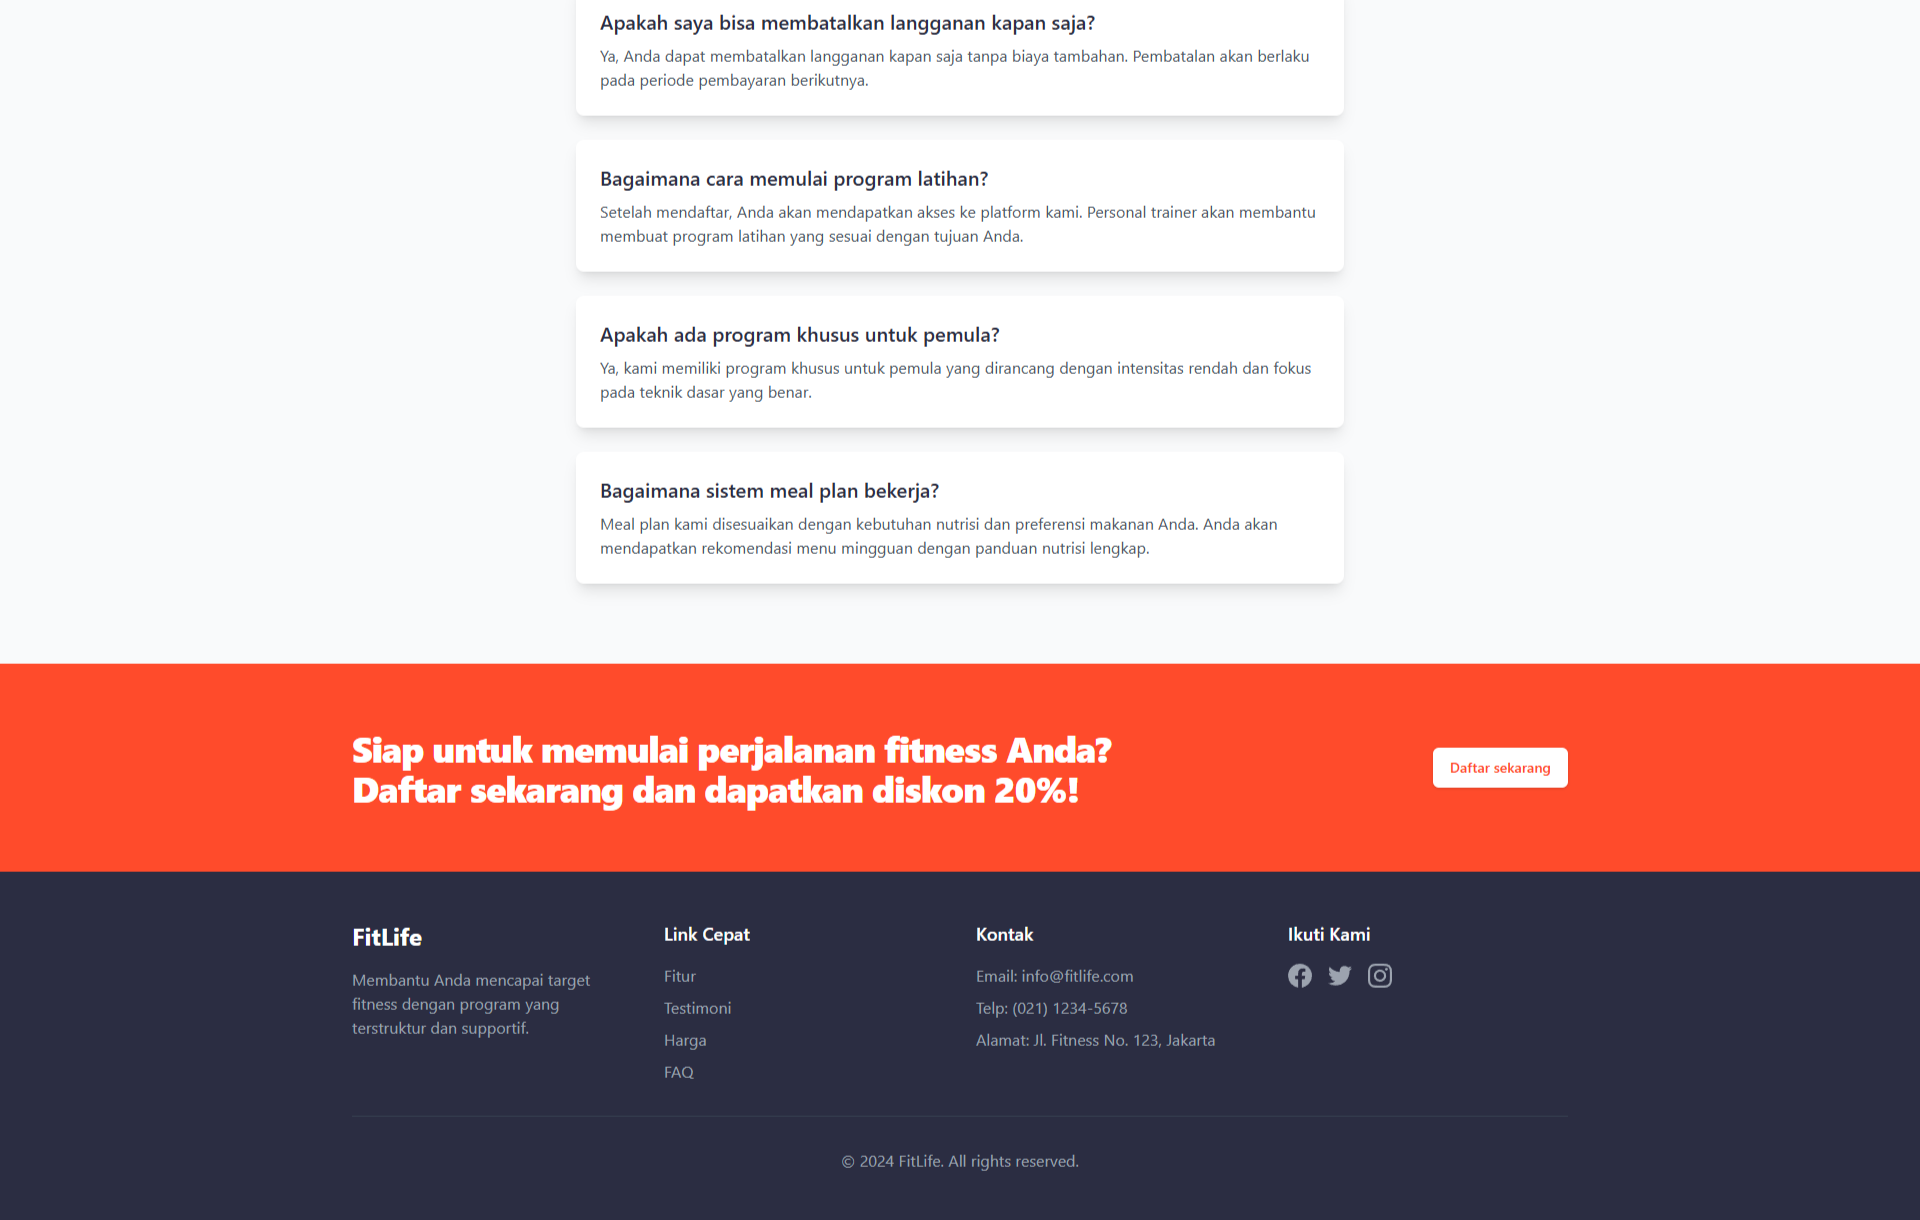 Apakah saya bisa membatalkan langganan kapan saja?
Ya, Anda dapat membatalkan langganan kapan saja tanpa biaya tambahan. Pembatalan akan berlaku
pada periode pembayaran berikutnya.
Bagaimana cara memulai program latihan?
Setelah mendaftar, Anda akan mendapatkan akses ke platform kami. Personal trainer akan membantu
membuat program latihan yang sesuai dengan tujuan Anda.
Apakah ada program khusus untuk pemula?
Ya, kami memiliki program khusus untuk pemula yang dirancang dengan intensitas rendah dan fokus
pada teknik dasar yang benar.
Bagaimana sistem meal plan bekerja?
Meal plan kami disesuaikan dengan kebutuhan nutrisi dan preferensi makanan Anda. Anda akan
mendapatkan rekomendasi menu mingguan dengan panduan nutrisi lengkap.
Siap untuk memulai perjalanan fitness Anda?
Daftar sekarang dan dapatkan diskon 20%!
Daftar sekarang
FitLife
Membantu Anda mencapai target
fitness dengan program yang
terstruktur dan supportif.
Link Cepat
Fitur
Testimoni
Harga
FAQ
Kontak
Email: info@fitlife.com
Telp: (021) 1234-5678
Alamat: Jl. Fitness No. 123, Jakarta
Ikuti Kami
© 2024 FitLife. All rights reserved.